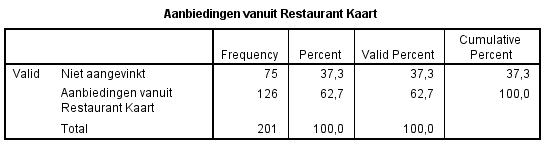 Aanbiedingen vanuit Restaurant Kaart
Frequency Percent Valid Percent Cumulative Percent
Valid Niet aangevinkt 75 37,3 37,3 37,3
Aanbiedingen vanuit Restaurant Kaart 126 62,7 62,7 100,0
Total 201 100,0 100,0